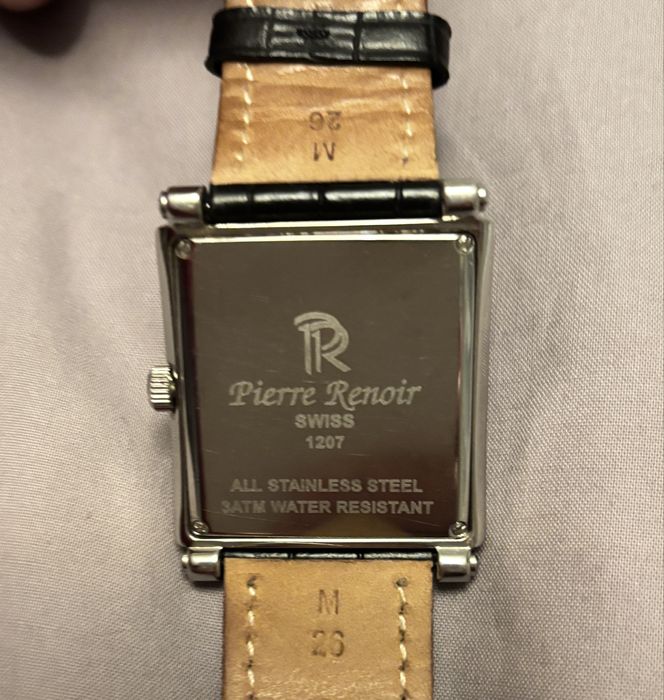 26
M
PR
Pierre Renoir
SWISS
1207
ALL STAINLESS STEEL
3ATM WATER RESISTANT
M
26